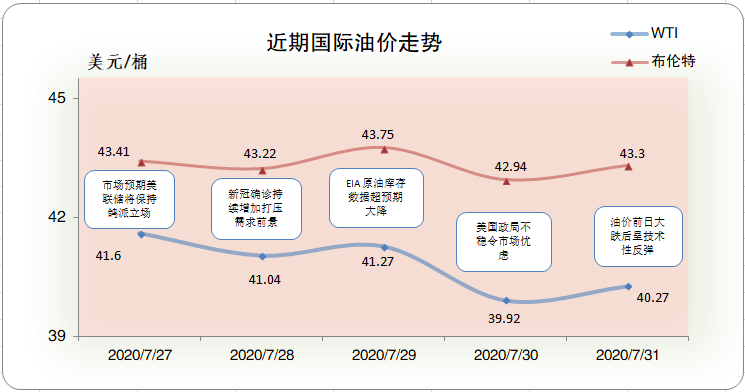 近期国际油价走势
WTI
布伦特
美元/桶
45
42
39
43.41
43.22
43.75
42.94
43.3
市场预期美
联储将保持
鸽派立场
新冠确诊持
续增加打压
需求前景
EIA原油库存
数据超预期
大降
美国政局不
稳令市场忧
虑
油价前日大
跌后呈技术
性反弹
41.6
41.04
41.27
39.92
40.27
2020/7/27
2020/7/28
2020/7/29
2020/7/30
2020/7/31